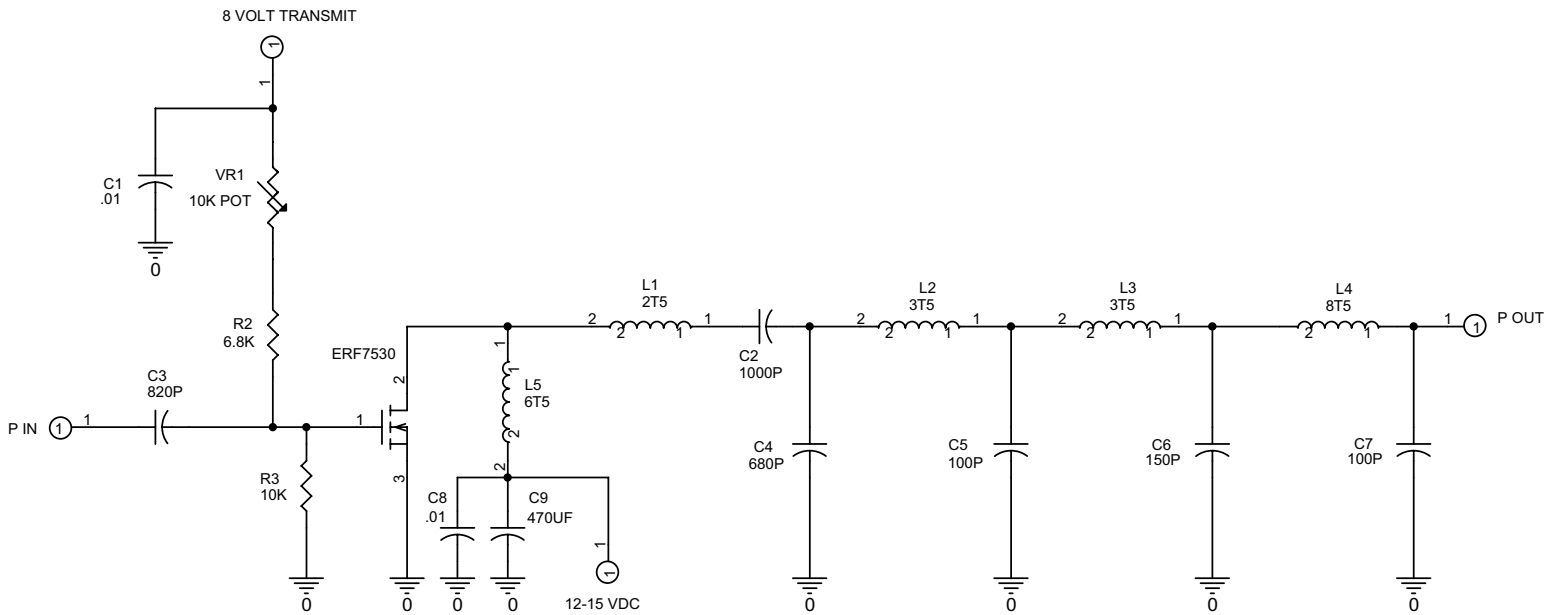 8 VOLT TRANSMIT
1
1
C1
.01
0
VR1
10K POT
R2
6.8K
C3
820P
P IN
1
1
R3
10K
0
ERF7530
1
2
3
0
L5
6T5
1
1
2
2
C8
.01
0
C9
470UF
0
1
1
12-15 VDC
L1
2T5
2
2
1
1
C2
1000P
C4
680P
0
L2
3T5
2
2
1
1
C5
100P
0
L3
3T5
2
2
1
1
C6
150P
0
L4
8T5
2
1
C7
100P
0
1
1
P OUT